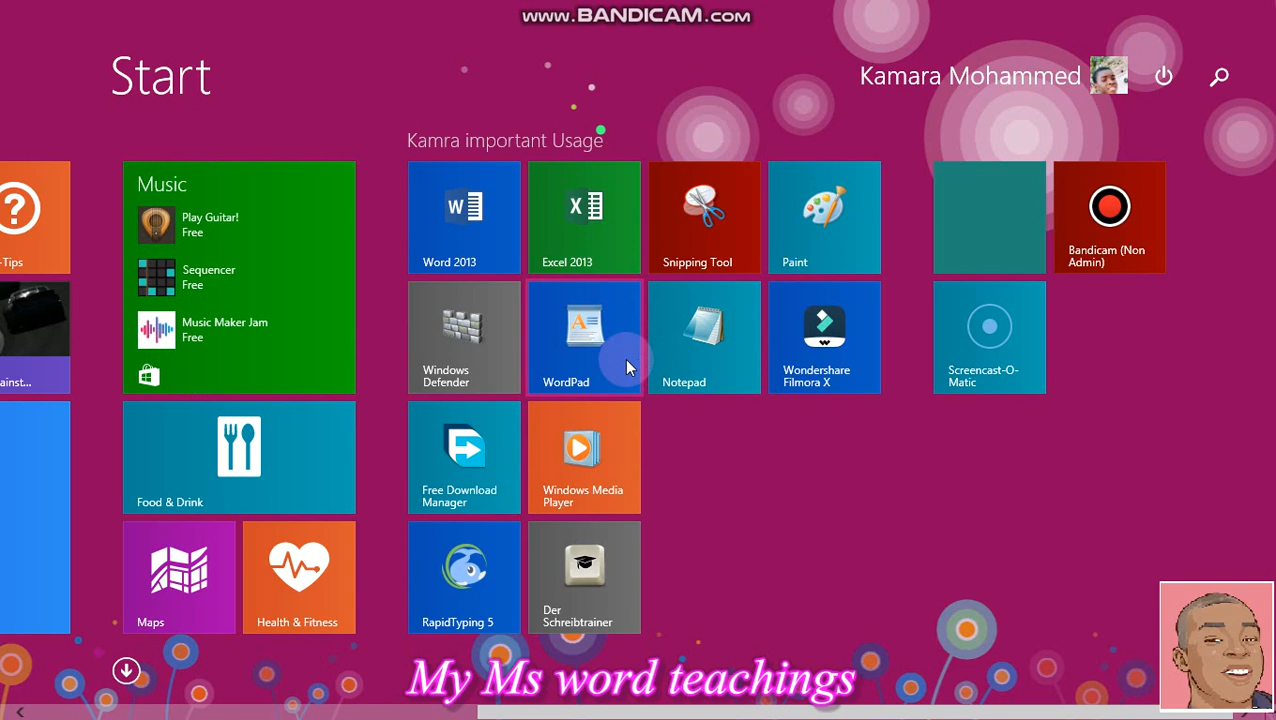 www.BANDICAM.com
Start
Kamara Mohammed
Kamra important Usage
-Tips
ainst...
Music
Play Guitar!
Free
Sequencer
Free
Music Maker Jam
Free
Food & Drink
Maps
Health & Fitness
Word 2013
Excel 2013
Snipping Tool
Paint
Windows
Defender
WordPad
Notepad
Wondershare
Filmora X
Free Download
Manager
Windows Media
Player
RapidTyping 5
Der
Schreibtrainer
Bandicam (Non
Admin)
Screencast-O-
Matic
My Ms word teachings